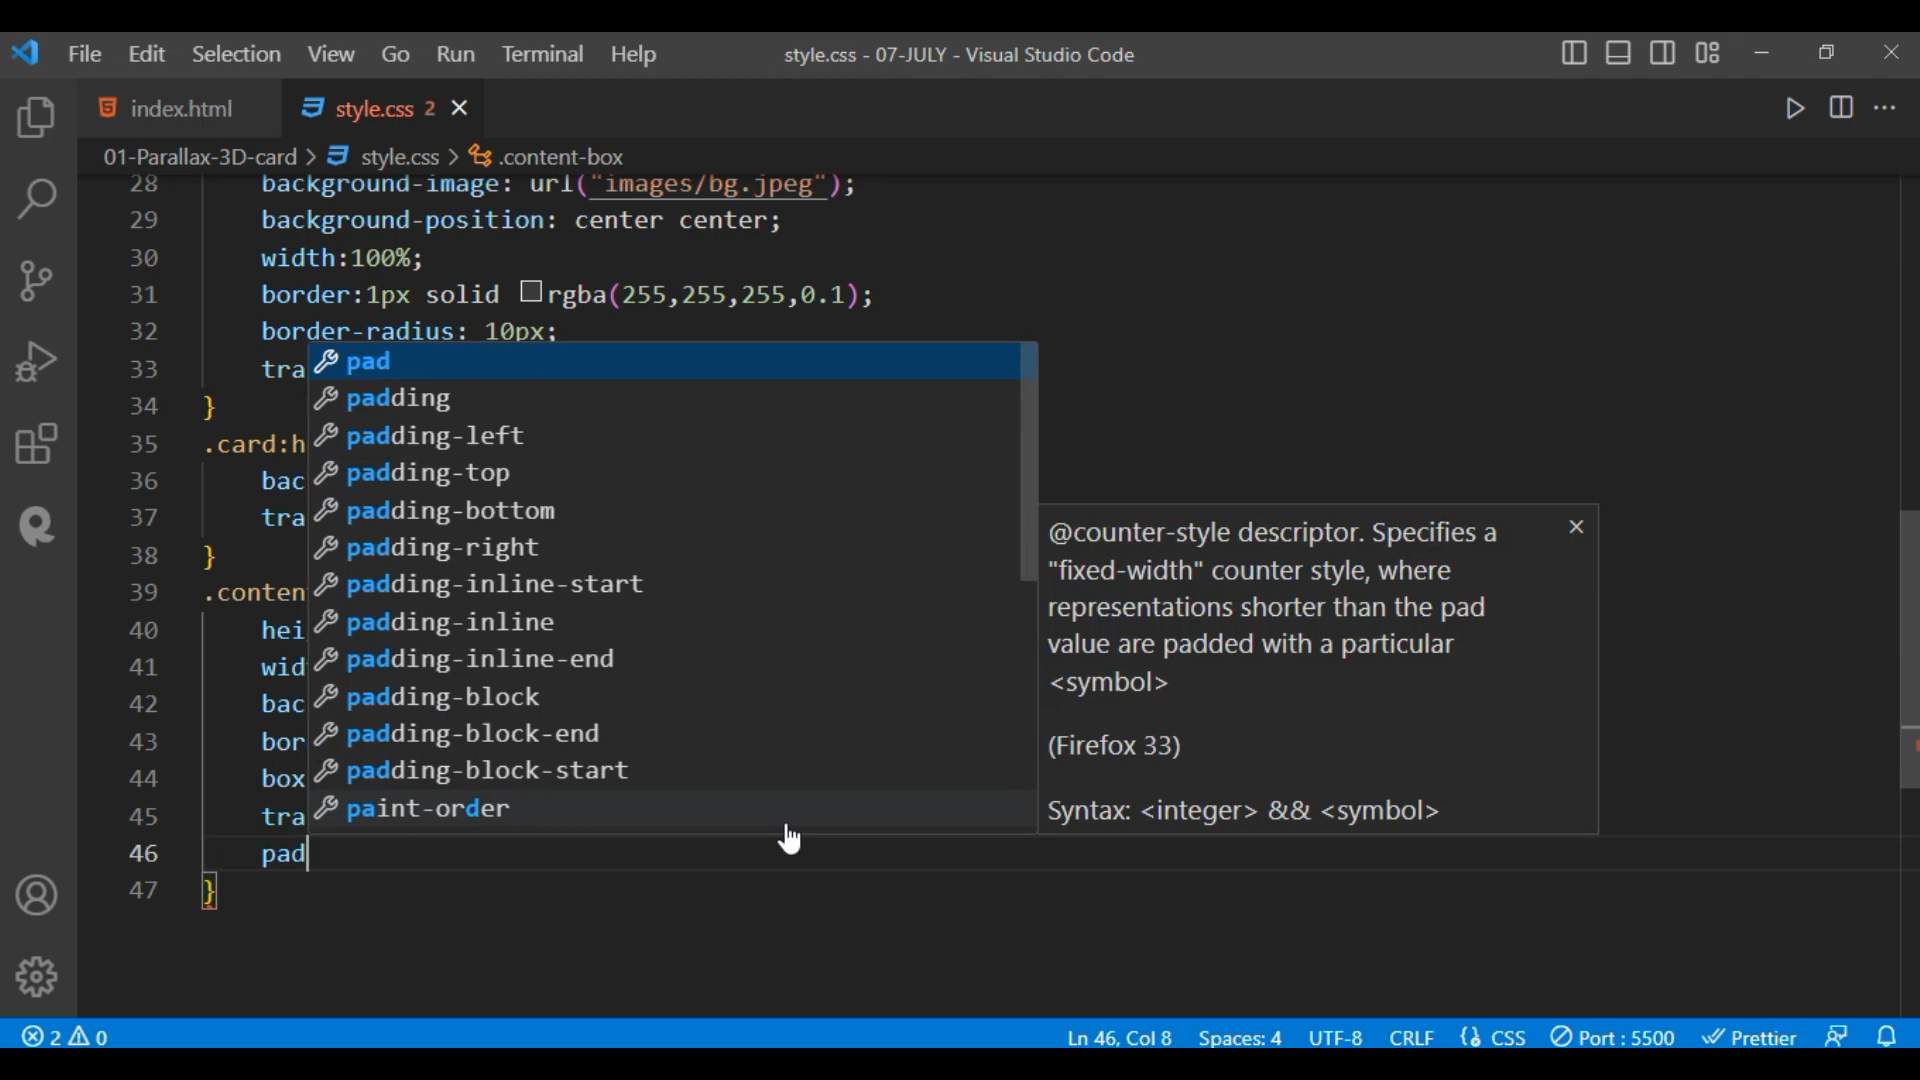 File Edit Selection View Go Run Terminal Help style.css - 07-JULY - Visual Studio Code
index.html style.css 2
01-Parallax-3D-card > style.css > .content-box
28 background-image: url("images/bg.jpeg");
29 background-position: center center;
30 width:100%;
31 border:1px solid rgba(255,255,255,0.1);
32 border-radius: 10px;
33 tra
34 }
35 .card:h
36 bac
37 tra
38 }
39 .conten
40 hei
41 wid
42 bac
43 bor
44 box
45 tra
46 pad
47 }
pad
padding
padding-left
padding-top
padding-bottom
padding-right
padding-inline-start
padding-inline
padding-inline-end
padding-block
padding-block-end
padding-block-start
paint-order
@counter-style descriptor. Specifies a
"fixed-width" counter style, where
representations shorter than the pad
value are padded with a particular
<symbol>
(Firefox 33)
Syntax: <integer> && <symbol>
2 0 Ln 46, Col 8 Spaces: 4 UTF-8 CRLF CSS Port : 5500 Prettier